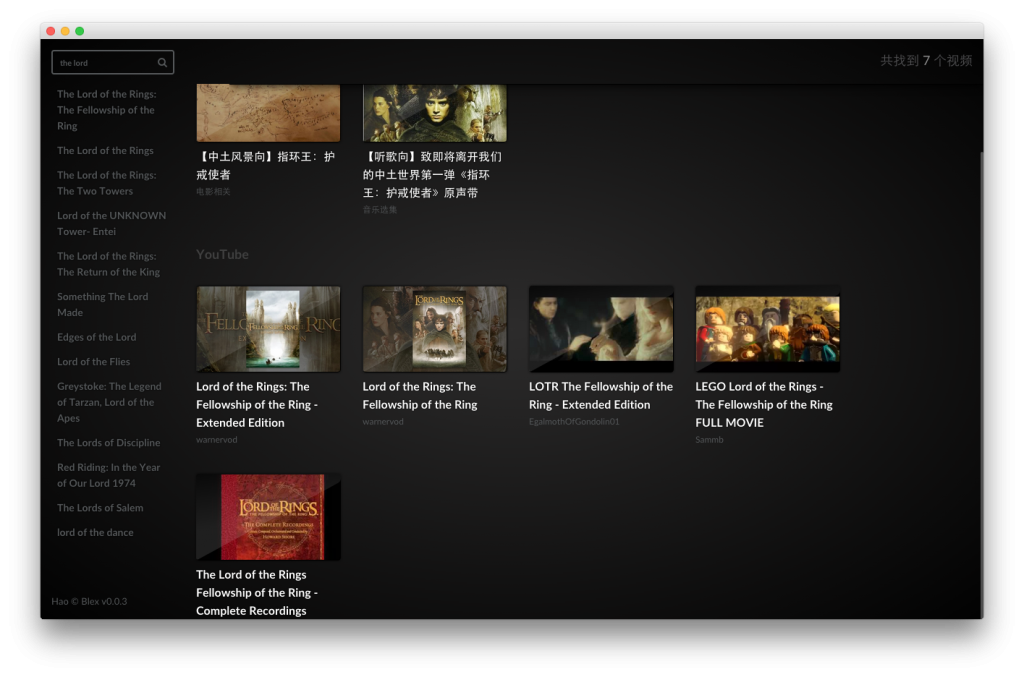 the lord
共找到 7 个视频
The Lord of the Rings:
The Fellowship of the
Ring
The Lord of the Rings
The Lord of the Rings:
The Two Towers
Lord of the UNKNOWN
Tower- Entei
The Lord of the Rings:
The Return of the King
Something The Lord
Made
Edges of the Lord
Lord of the Flies
Greystoke: The Legend
of Tarzan, Lord of the
Apes
The Lords of Discipline
Red Riding: In the Year
of Our Lord 1974
The Lords of Salem
lord of the dance
Hao © Blex v0.0.3
【中土风景向】指环王：护
戒使者
电影相关
【听歌向】致即将离开我们
的中土世界第一弹《指环
王：护戒使者》原声带
音乐选集
YouTube
Lord of the Rings: The
Fellowship of the Ring -
Extended Edition
warnervod
LORD OF THE RINGS
Lord of the Rings: The
Fellowship of the Ring
warnervod
LOTR The Fellowship of the
Ring - Extended Edition
EgalmothOfGondolin01
LEGO Lord of the Rings -
The Fellowship of the Ring
FULL MOVIE
Sammb
THE
LORD OF THE RINGS
THE FELLOWSHIP OF THE RING
THE COMPLETE RECORDINGS
HOWARD SHORE
The Lord of the Rings
Fellowship of the Ring -
Complete Recordings